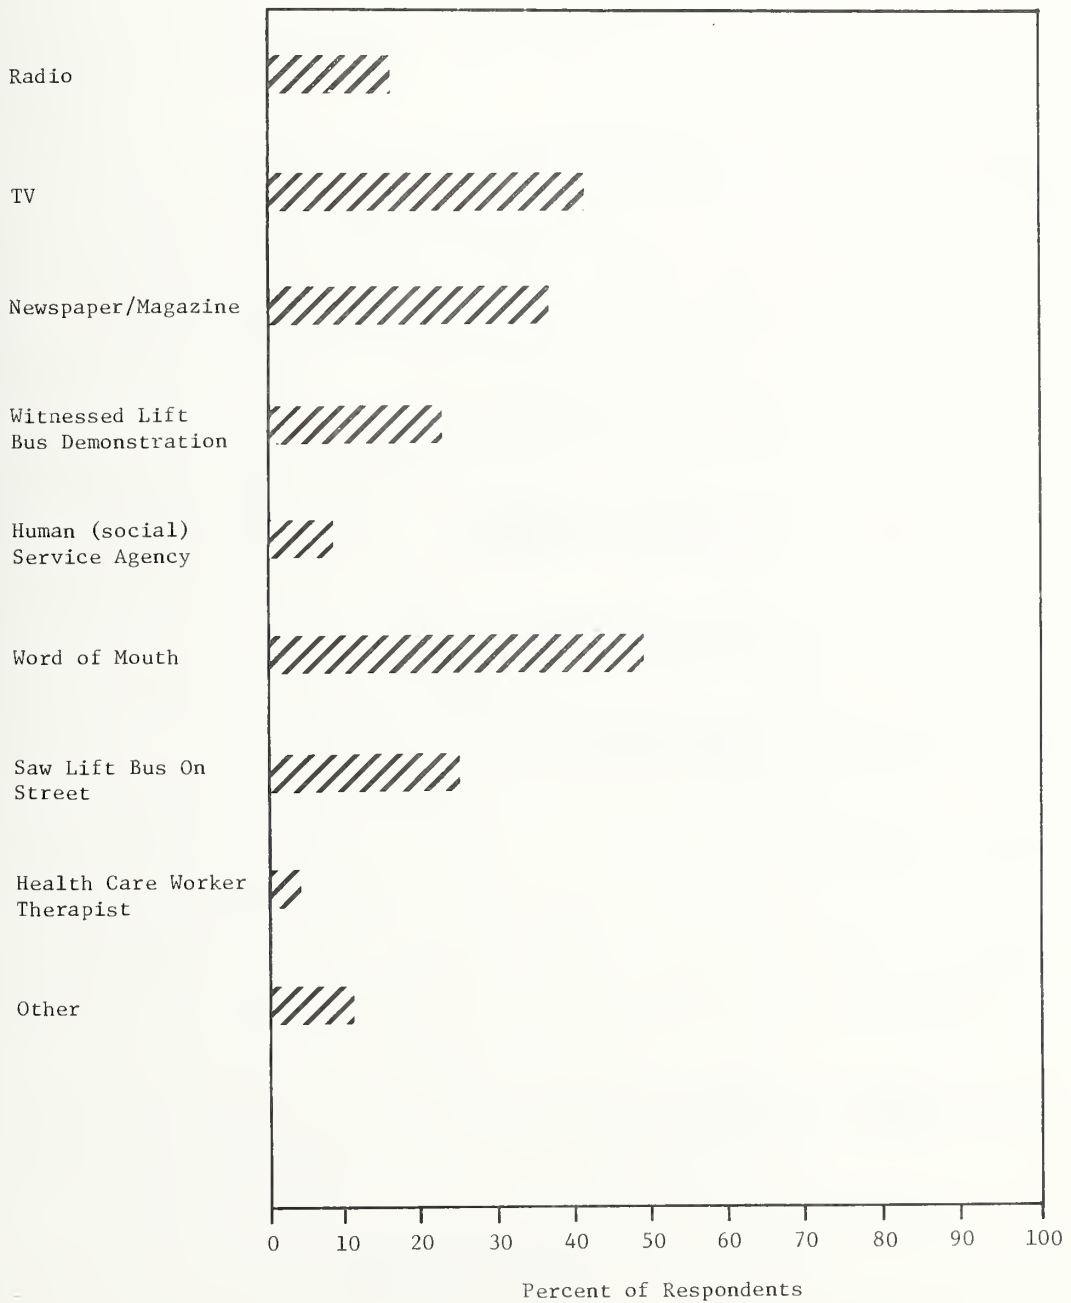 Radio
TV
Newspaper/Magazine
Witnessed Lift
Bus Demonstration
Human (social)
Service Agency
Word of Mouth
Saw Lift Bus On
Street
Health Care Worker
Therapist
Other
0 10 20 30 40 50 60 70 80 90 100
Percent of Respondents